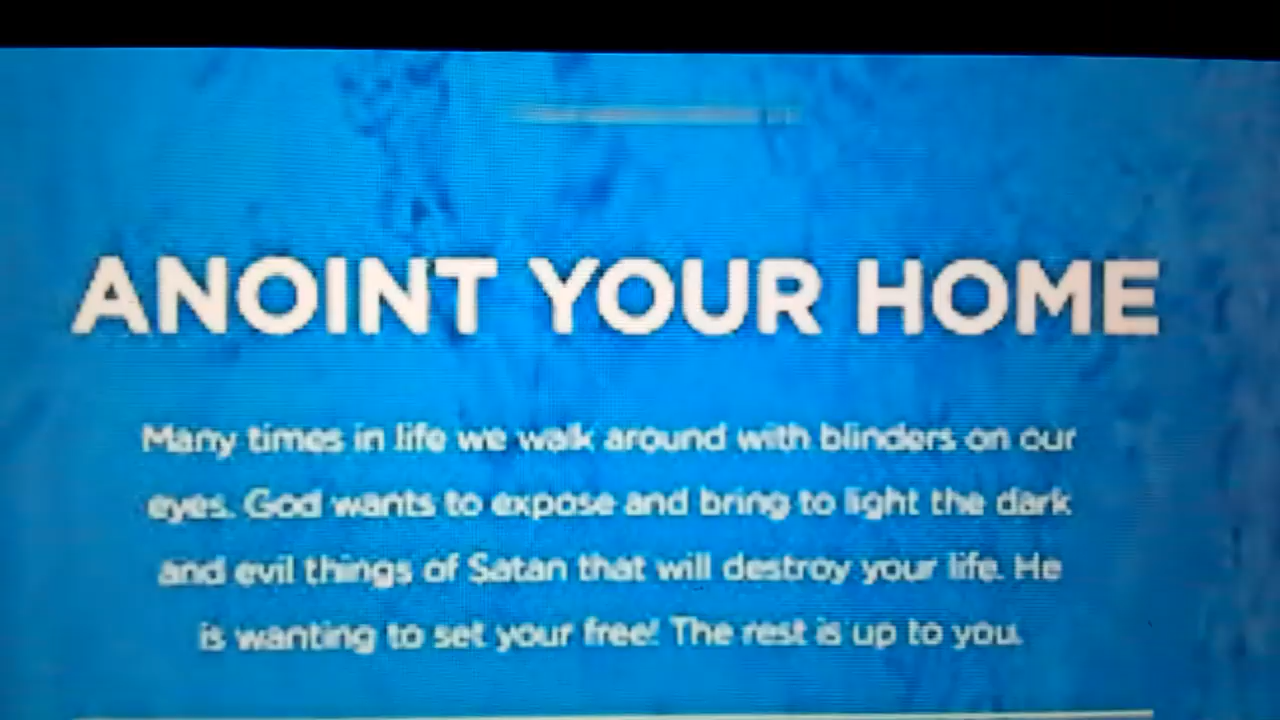 ANOINT YOUR HOME
Many times in life we walk around with blinders on our
eyes. God wants to expose and bring to light the dark
and evil things of Satan that will destroy your life. He
is wanting to set your free! The rest is up to you.